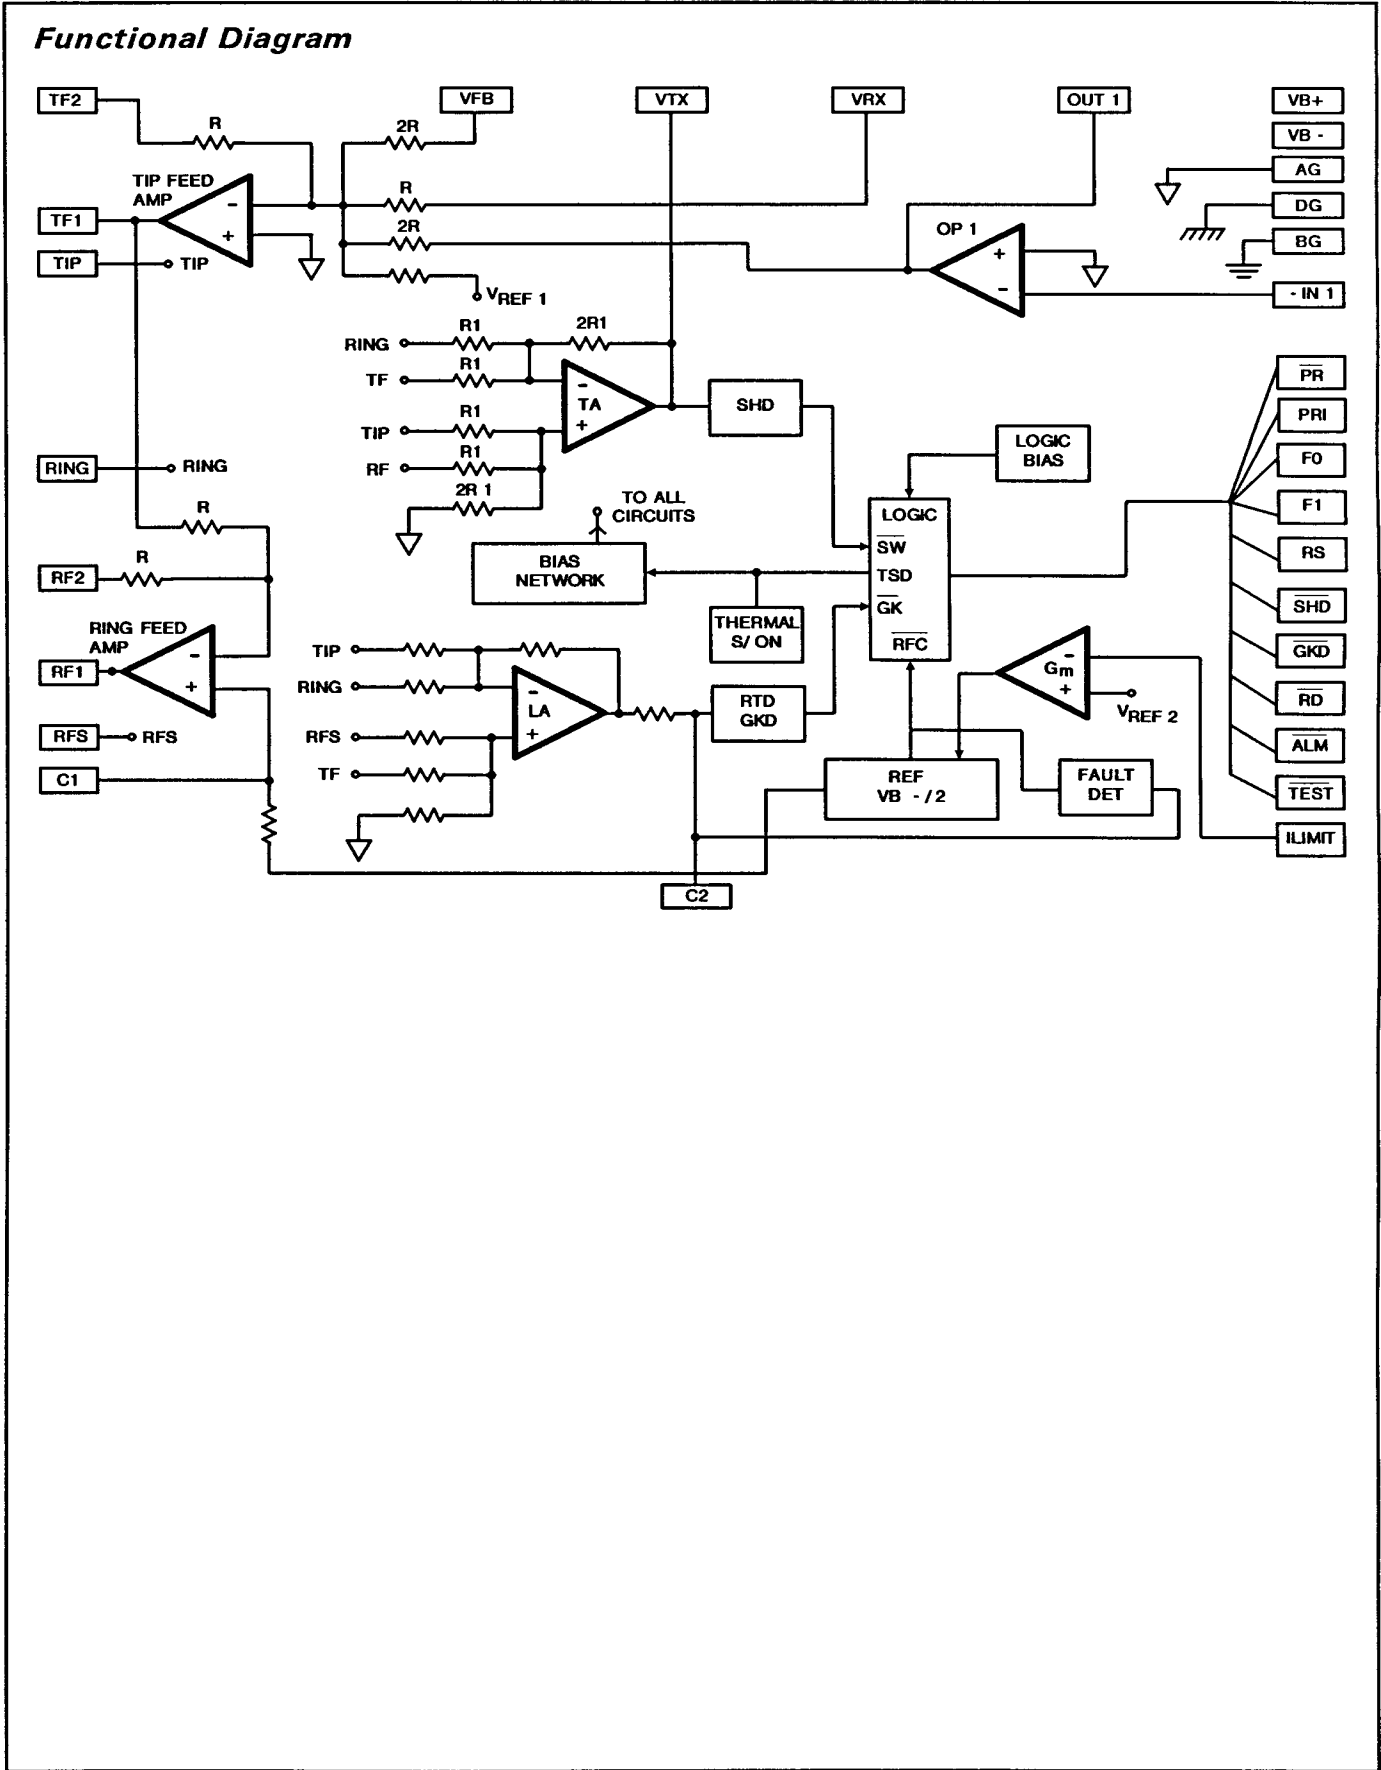 Functional Diagram
TF2
VFB
VTX
VRX
OUT 1
VB+
VB -
AG
DG
BG
- IN 1
R
2R
TIP FEED
AMP
-
+
R
2R
TF1
TIP
TIP
VREF 1
OP 1
+
-
RING
R1
2R1
TF
R1
-
TA
+
TIP
R1
RF
R1
2R 1
SHD
LOGIC
BIAS
PR
PRI
F0
F1
RS
SHD
GKD
RD
ALM
TEST
ILIMIT
RING
RING
R
TO ALL
CIRCUITS
LOGIC
SW
TSD
GK
RFC
BIAS
NETWORK
THERMAL
S/ ON
RF2
R
RING FEED
AMP
-
+
RF1
RFS
RFS
C1
TIP
RING
-
LA
+
RFS
TF
RTD
GKD
-
Gm
+
VREF 2
REF
VB - /2
FAULT
DET
C2